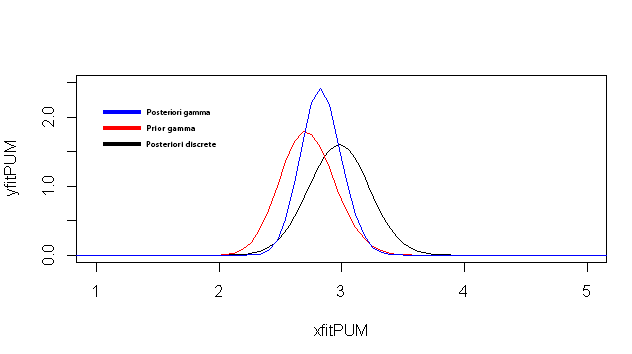 Posteriori gamma
Prior gamma
Posteriori discrete
yfitPUM
0.0 1.0 2.0
1 2 3 4 5
xfitPUM